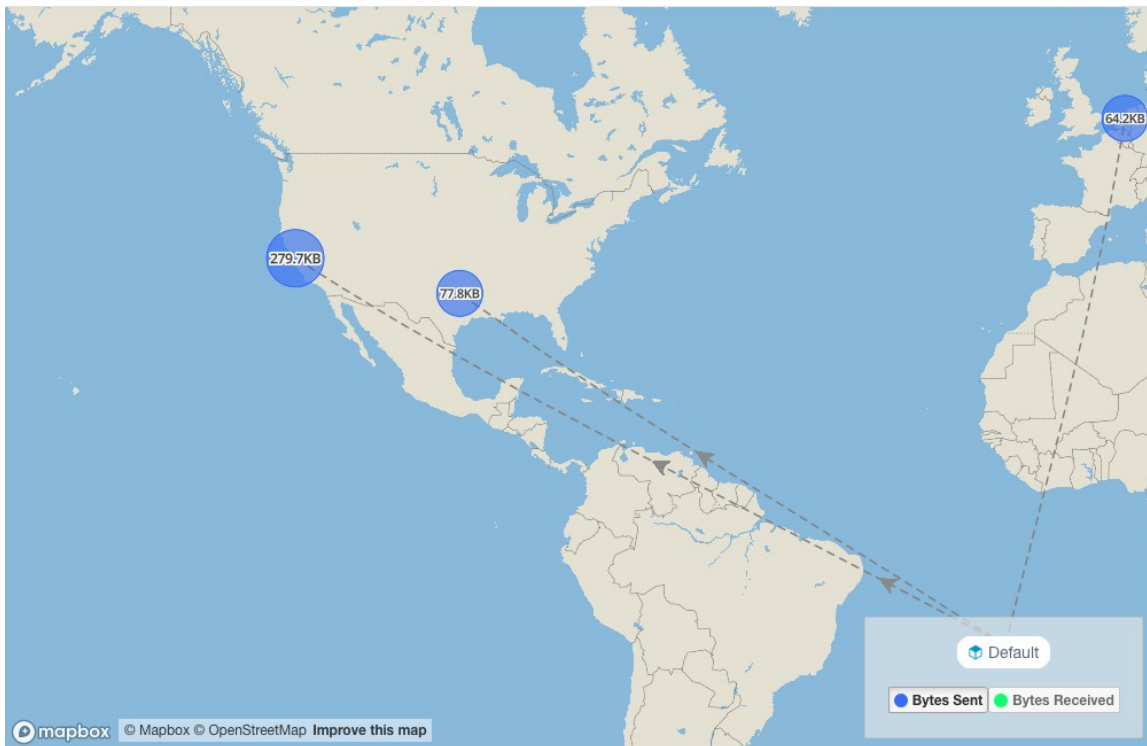 64.2KB
279.7KB
77.8KB
Default
Bytes Sent Bytes Received
mapbox © Mapbox © OpenStreetMap Improve this map